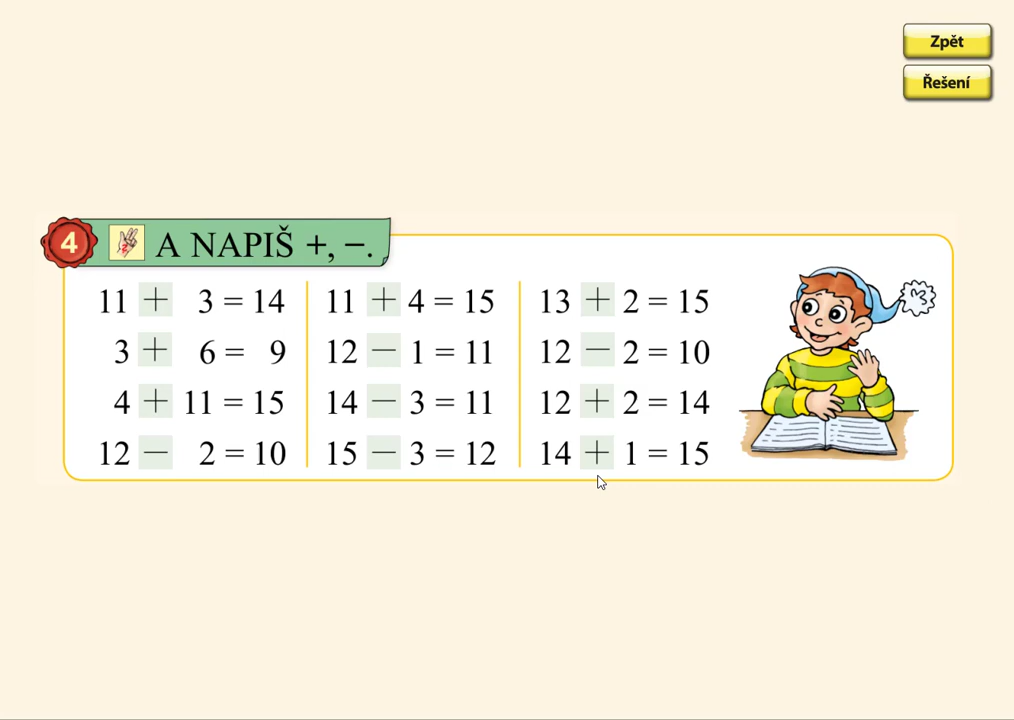 Zpět
Řešení
4 A NAPIŠ +, −.
11 + 3 = 14
3 + 6 = 9
4 + 11 = 15
12 − 2 = 10
11 + 4 = 15
12 − 1 = 11
14 − 3 = 11
15 − 3 = 12
13 + 2 = 15
12 − 2 = 10
12 + 2 = 14
14 + 1 = 15